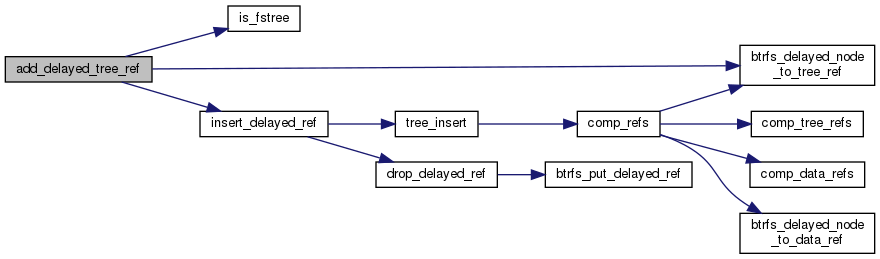 is_fstree
add_delayed_tree_ref
btrfs_delayed_node
_to_tree_ref
insert_delayed_ref
tree_insert
comp_refs
comp_tree_refs
drop_delayed_ref
btrfs_put_delayed_ref
comp_data_refs
btrfs_delayed_node
_to_data_ref